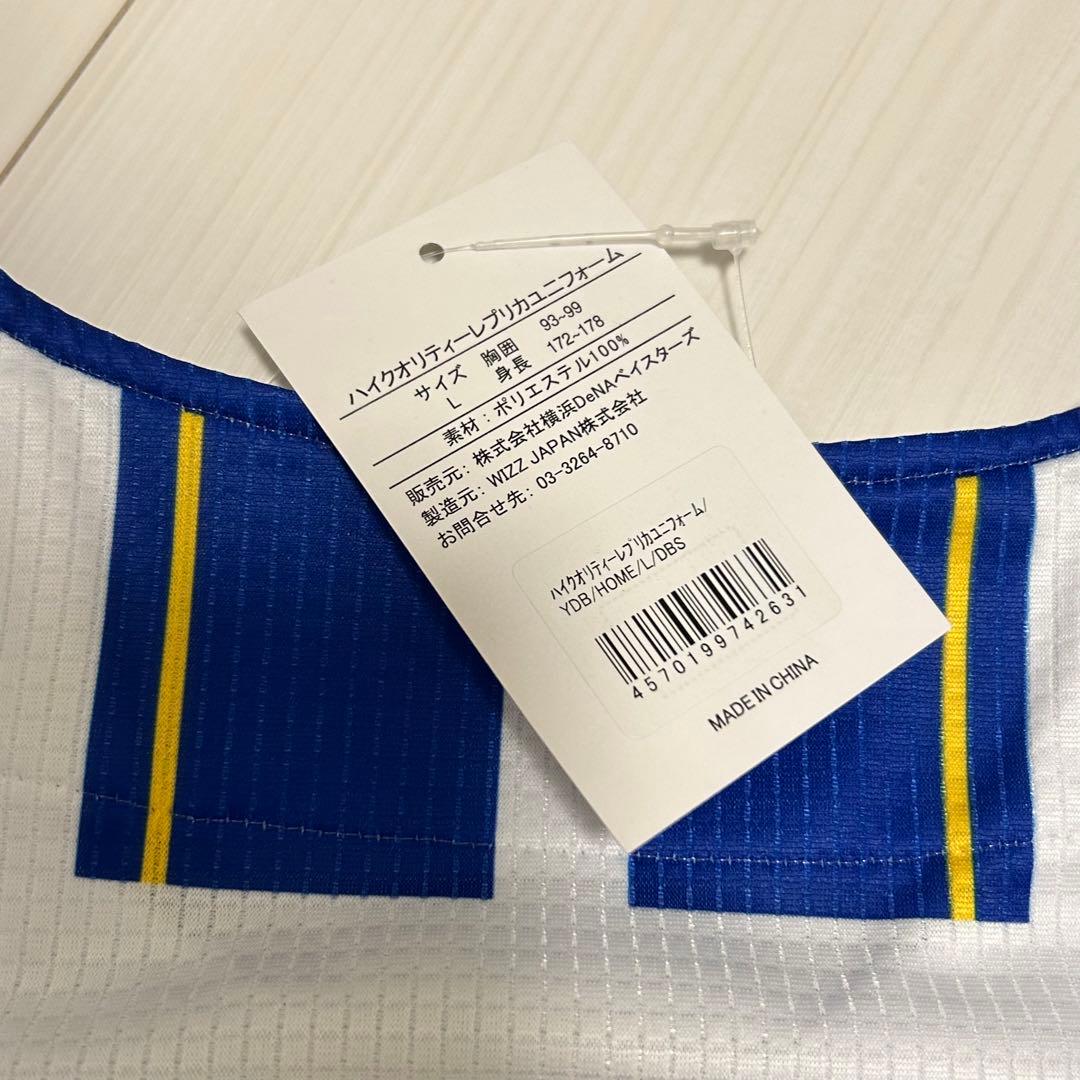 ハイクオリティーレプリカユニフォーム
サイズ 胸囲 93~99
L 身長 172~178
素材: ポリエステル100%
販売元: 株式会社横浜DeNAベイスターズ
製造元: WIZZ JAPAN株式会社
お問合せ先: 03-3264-8710
ﾊｲｸｵﾘﾃｨｰﾚﾌﾟﾘｶﾕﾆﾌｫｰﾑ/
YDB/HOME/L/DBS
4570199742631
MADE IN CHINA